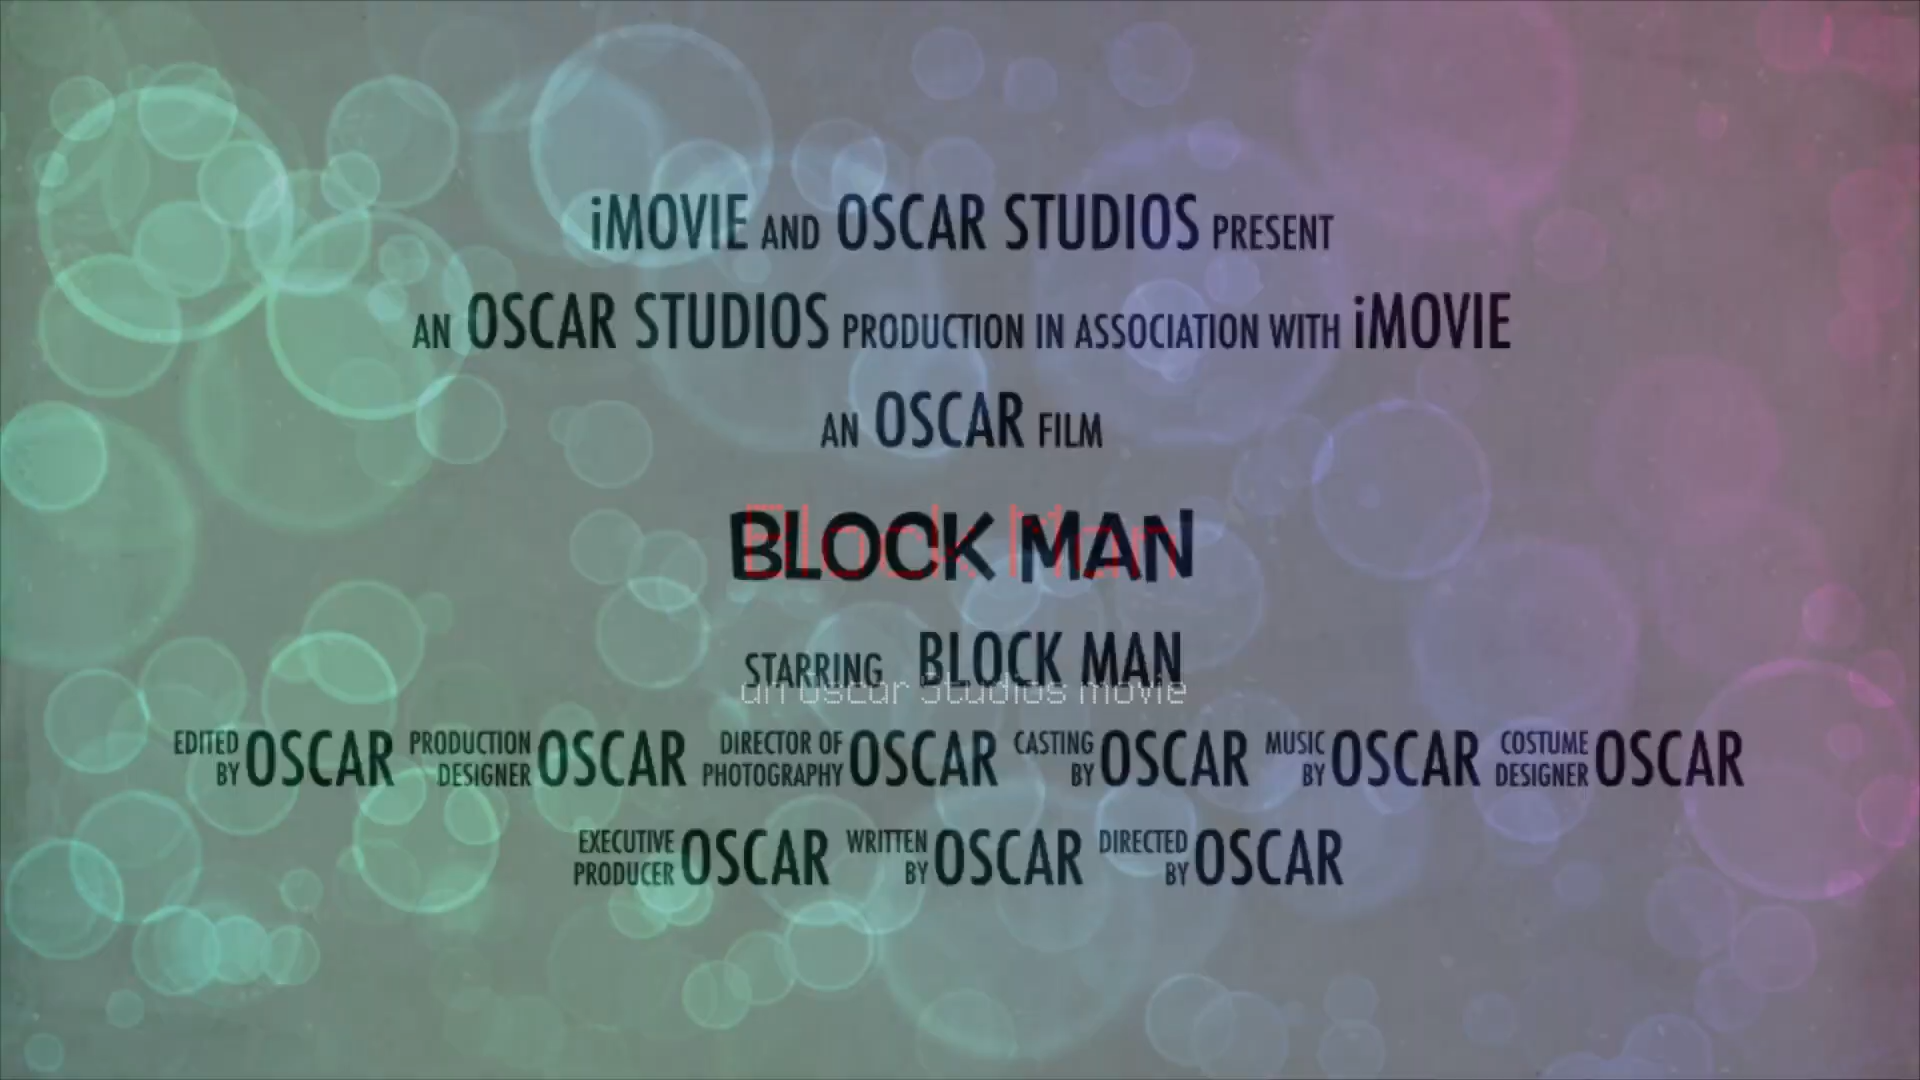 iMOVIE AND OSCAR STUDIOS PRESENT
AN OSCAR STUDIOS PRODUCTION IN ASSOCIATION WITH iMOVIE
AN OSCAR FILM
BLOCK MAN
Block Man
STARRING BLOCK MAN
an oscar studios movie
EDITED BY OSCAR PRODUCTION DESIGNER OSCAR DIRECTOR OF PHOTOGRAPHY OSCAR CASTING BY OSCAR MUSIC BY OSCAR COSTUME DESIGNER OSCAR
EXECUTIVE PRODUCER OSCAR WRITTEN BY OSCAR DIRECTED BY OSCAR